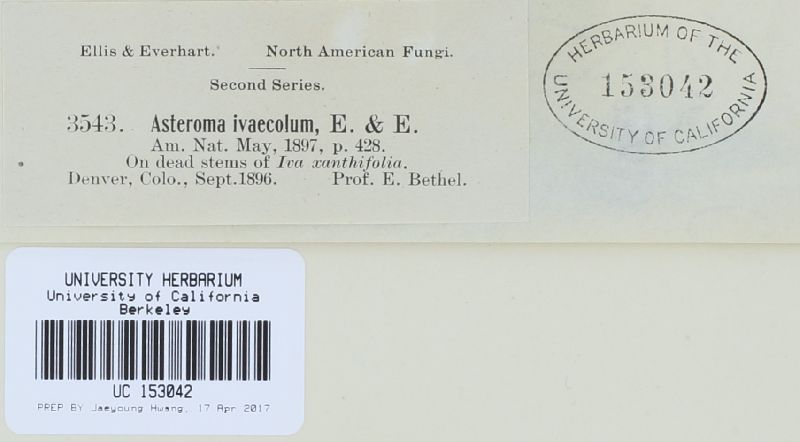 Ellis & Everhart. North American Fungi.
Second Series.
3543. Asteroma ivaecolum, E. & E.
Am. Nat. May, 1897, p. 428.
On dead stems of Iva xanthifolia.
Denver, Colo., Sept.1896. Prof. E. Bethel.
HERBARIUM OF THE
153042
UNIVERSITY OF CALIFORNIA
UNIVERSITY HERBARIUM
University of California
Berkeley
UC 153042
PREP BY Jaeyoung Hwang, 17 Apr 2017